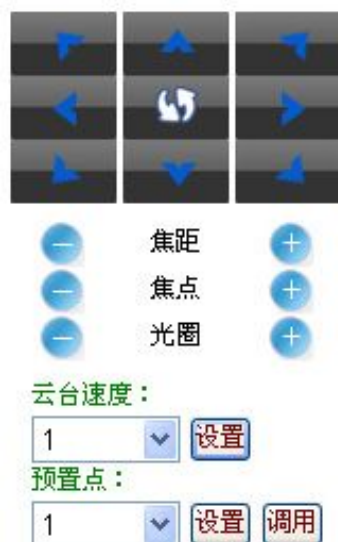 焦距
焦点
光圈
云台速度：
1 设置
预置点：
1 设置 调用